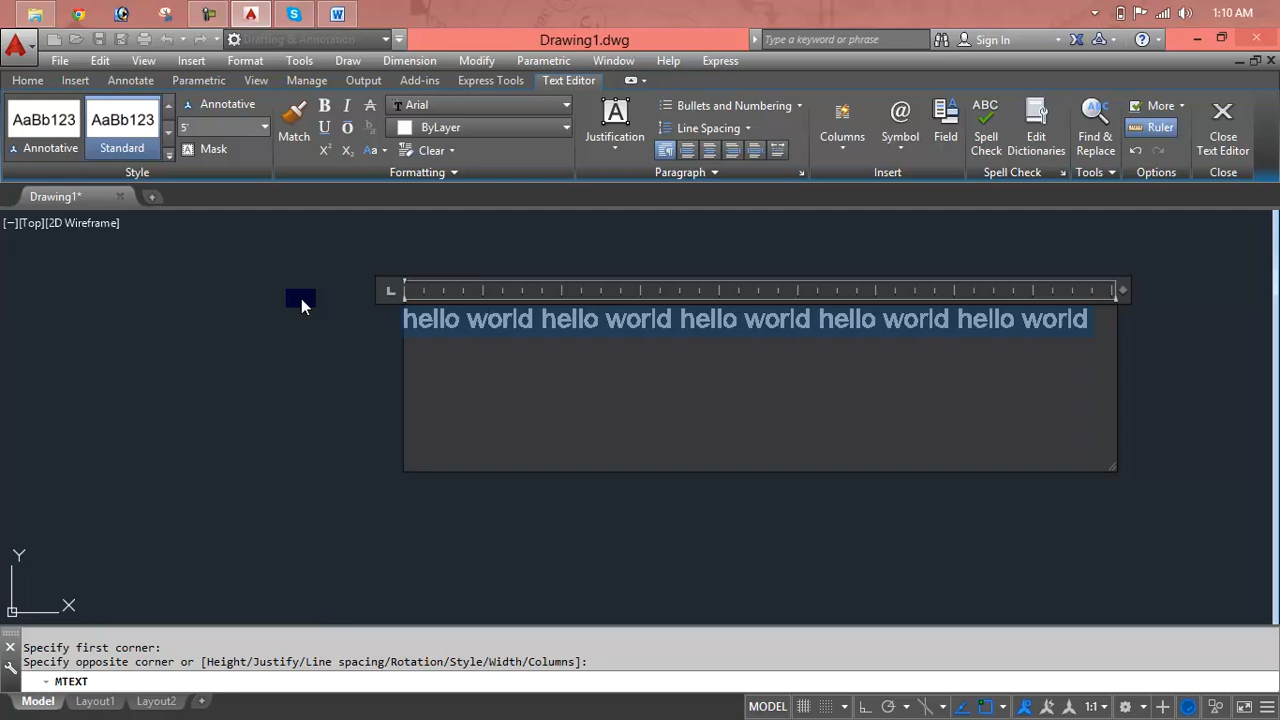 1:10 AM
Drafting & Annotation
Drawing1.dwg
Type a keyword or phrase
Sign In
File Edit View Insert Format Tools Draw Dimension Modify Parametric Window Help Express
Home Insert Annotate Parametric View Manage Output Add-ins Express Tools Text Editor
AaBb123 AaBb123 Annotative Arial Bullets and Numbering ABC More
5' B I A Match U O ByLayer Justification Line Spacing Columns @ Symbol Field Spell Check Edit Dictionaries Find & Replace Ruler Close Text Editor
Annotative Standard Mask Aa Clear
Style Formatting Paragraph Insert Spell Check Tools Options Close
Drawing1*
[−][Top][2D Wireframe]
hello world hello world hello world hello world hello world
Y
X
Specify first corner:
Specify opposite corner or [Height/Justify/Line spacing/Rotation/Style/Width/Columns]:
MTEXT
Model Layout1 Layout2 MODEL 1:1